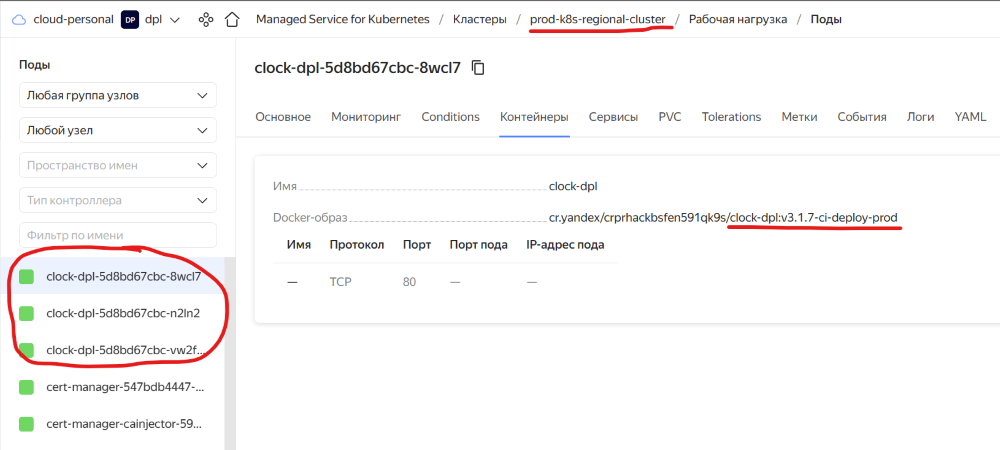 cloud-personal DP dpl Managed Service for Kubernetes / Кластеры / prod-k8s-regional-cluster / Рабочая нагрузка / Поды
Поды
Любая группа узлов
Любой узел
Пространство имен
Тип контроллера
Фильтр по имени
clock-dpl-5d8bd67cbc-8wcl7
clock-dpl-5d8bd67cbc-n2ln2
clock-dpl-5d8bd67cbc-vw2f...
cert-manager-547bdb4447-...
cert-manager-cainjector-59...
clock-dpl-5d8bd67cbc-8wcl7
Основное Мониторинг Conditions Контейнеры Сервисы PVC Tolerations Метки События Логи YAML
Имя clock-dpl
Docker-образ cr.yandex/crprhackbsfen591qk9s/clock-dpl:v3.1.7-ci-deploy-prod
Имя Протокол Порт Порт пода IP-адрес пода
— TCP 80 — —